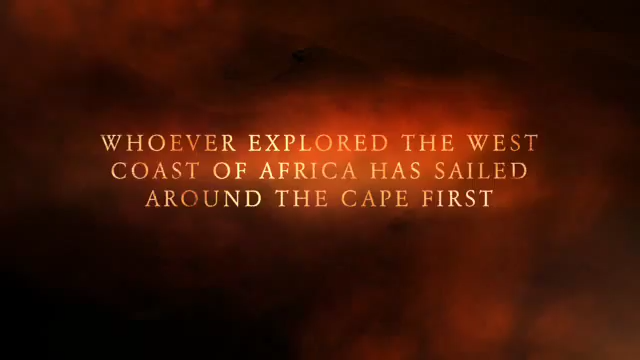 WHOEVER EXPLORED THE WEST
COAST OF AFRICA HAS SAILED
AROUND THE CAPE FIRST